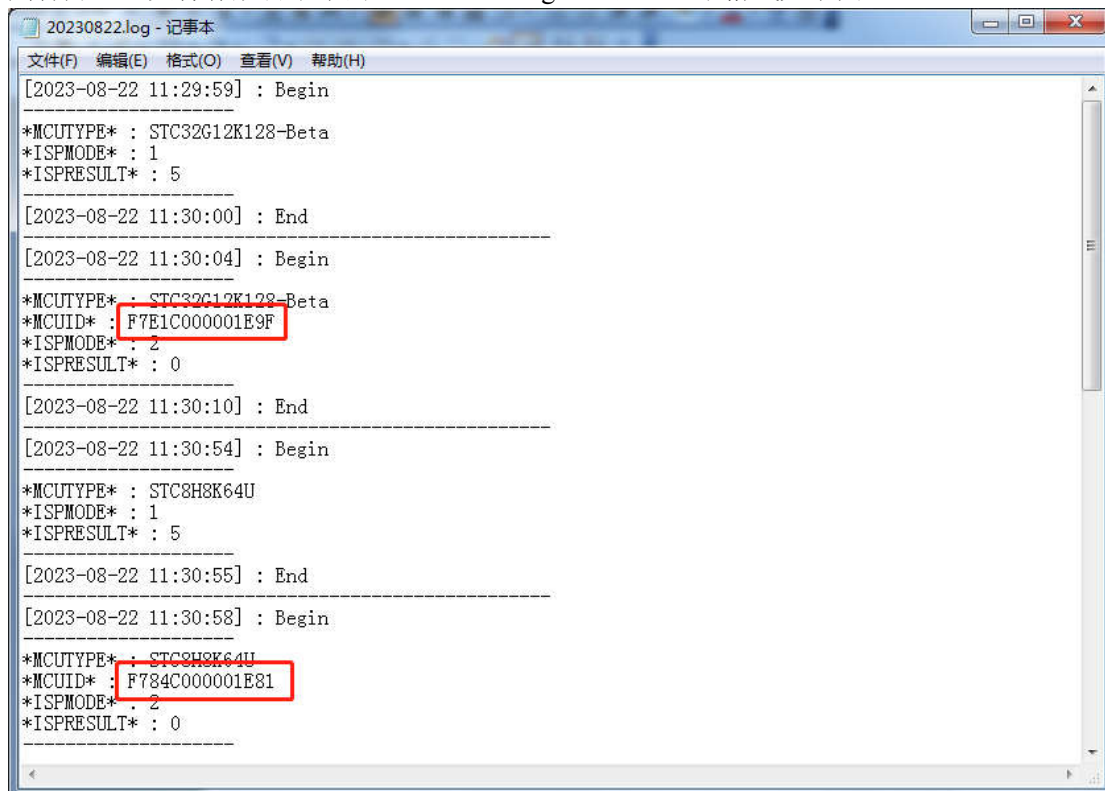 20230822.log - 记事本
文件(F) 编辑(E) 格式(O) 查看(V) 帮助(H)
[2023-08-22 11:29:59] : Begin
--------------------
*MCUTYPE* : STC32G12K128-Beta
*ISPMODE* : 1
*ISPRESULT* : 5
--------------------
[2023-08-22 11:30:00] : End
--------------------------------------------------
[2023-08-22 11:30:04] : Begin
--------------------
*MCUTYPE* : STC32G12K128-Beta
*MCUID* : F7E1C000001E9F
*ISPMODE* : 2
*ISPRESULT* : 0
--------------------
[2023-08-22 11:30:10] : End
--------------------------------------------------
[2023-08-22 11:30:54] : Begin
--------------------
*MCUTYPE* : STC8H8K64U
*ISPMODE* : 1
*ISPRESULT* : 5
--------------------
[2023-08-22 11:30:55] : End
--------------------------------------------------
[2023-08-22 11:30:58] : Begin
--------------------
*MCUTYPE* : STC8H8K64U
*MCUID* : F784C000001E81
*ISPMODE* : 2
*ISPRESULT* : 0
--------------------